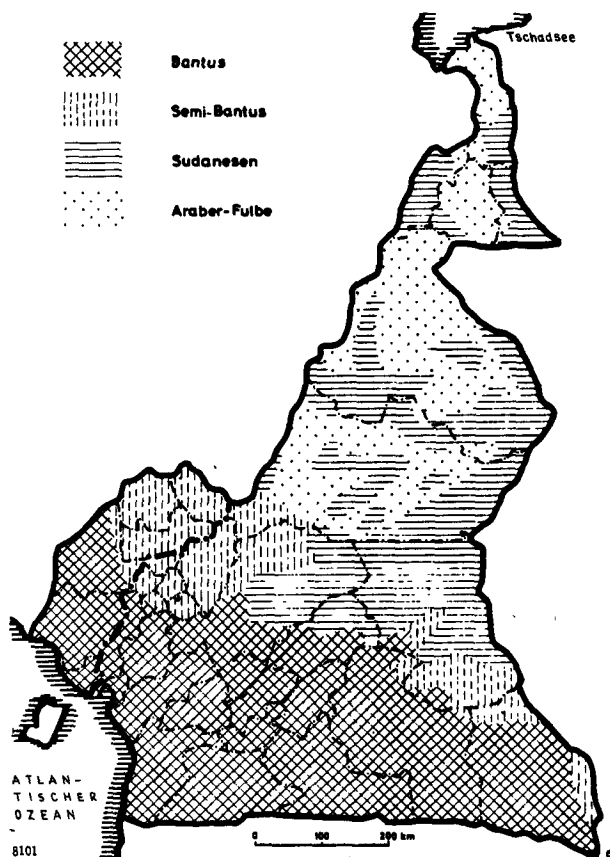 Tschadsee
Bantus
Semi-Bantus
Sudanesen
Araber-Fulbe
ATLAN-
TISCHER
OZEAN
0 100 200 km
8101